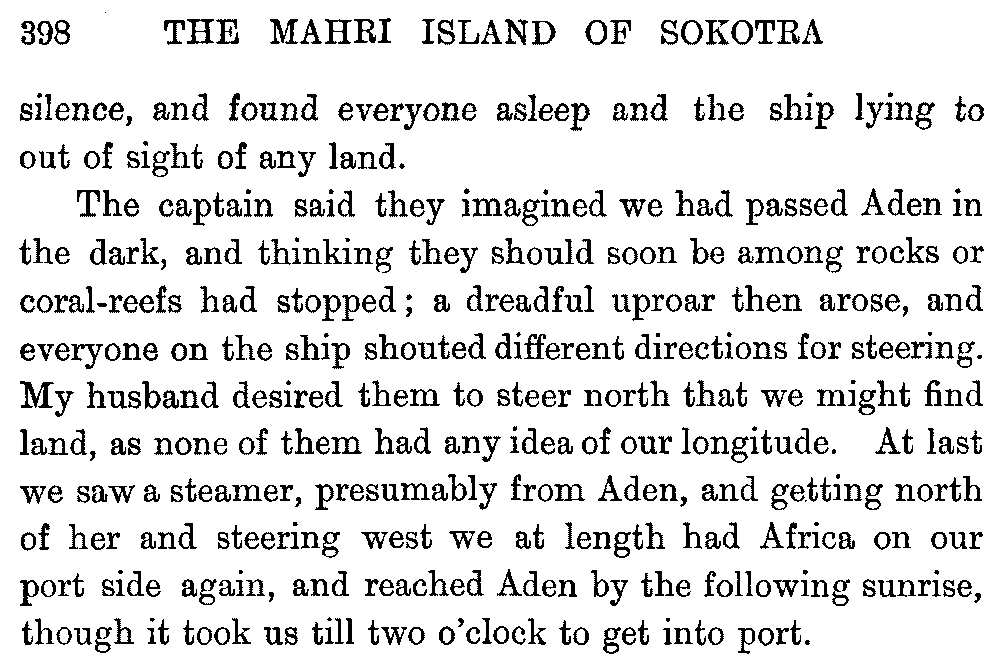 398 THE MAHRI ISLAND OF SOKOTRA
silence, and found everyone asleep and the ship lying to
out of sight of any land.
The captain said they imagined we had passed Aden in
the dark, and thinking they should soon be among rocks or
coral-reefs had stopped; a dreadful uproar then arose, and
everyone on the ship shouted different directions for steering.
My husband desired them to steer north that we might find
land, as none of them had any idea of our longitude. At last
we saw a steamer, presumably from Aden, and getting north
of her and steering west we at length had Africa on our
port side again, and reached Aden by the following sunrise,
though it took us till two o'clock to get into port.